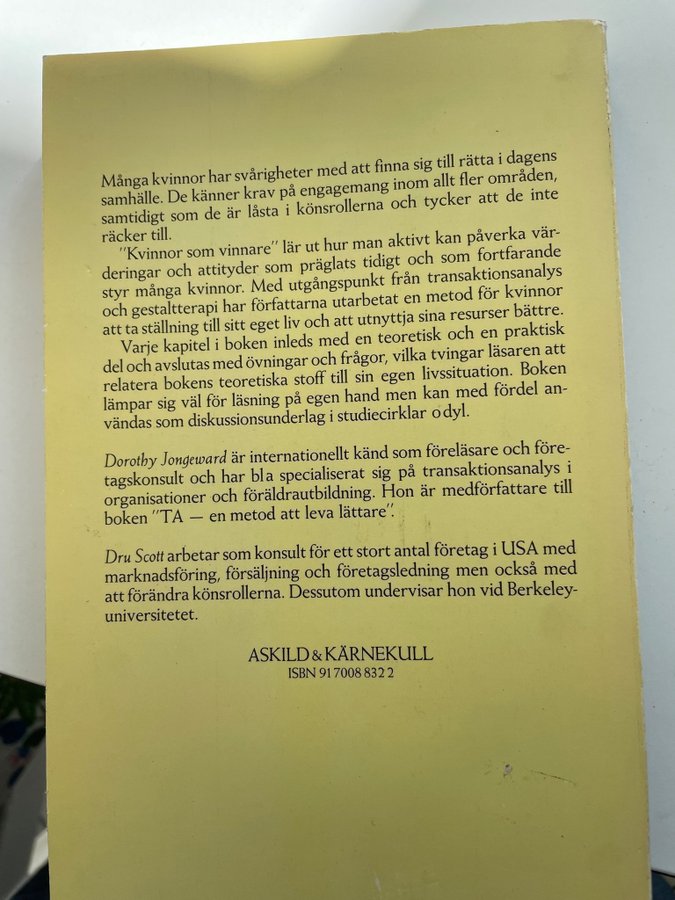 Många kvinnor har svårigheter med att finna sig till rätta i dagens
samhälle. De känner krav på engagemang inom allt fler områden,
samtidigt som de är låsta i könsrollerna och tycker att de inte
räcker till.
"Kvinnor som vinnare" lär ut hur man aktivt kan påverka vär-
deringar och attityder som präglats tidigt och som fortfarande
styr många kvinnor. Med utgångspunkt från transaktionsanalys
och gestaltterapi har författarna utarbetat en metod för kvinnor
att ta ställning till sitt eget liv och att utnyttja sina resurser bättre.
Varje kapitel i boken inleds med en teoretisk och en praktisk
del och avslutas med övningar och frågor, vilka tvingar läsaren att
relatera bokens teoretiska stoff till sin egen livssituation. Boken
lämpar sig väl för läsning på egen hand men kan med fördel an-
vändas som diskussionsunderlag i studiecirklar o dyl.
Dorothy Jongeward är internationellt känd som föreläsare och före-
tagskonsult och har bl a specialiserat sig på transaktionsanalys i
organisationer och föräldrautbildning. Hon är medförfattare till
boken "TA — en metod att leva lättare".
Dru Scott arbetar som konsult för ett stort antal företag i USA med
marknadsföring, försäljning och företagsledning men också med
att förändra könsrollerna. Dessutom undervisar hon vid Berkeley-
universitetet.
ASKILD & KÄRNEKULL
ISBN 91 7008 832 2